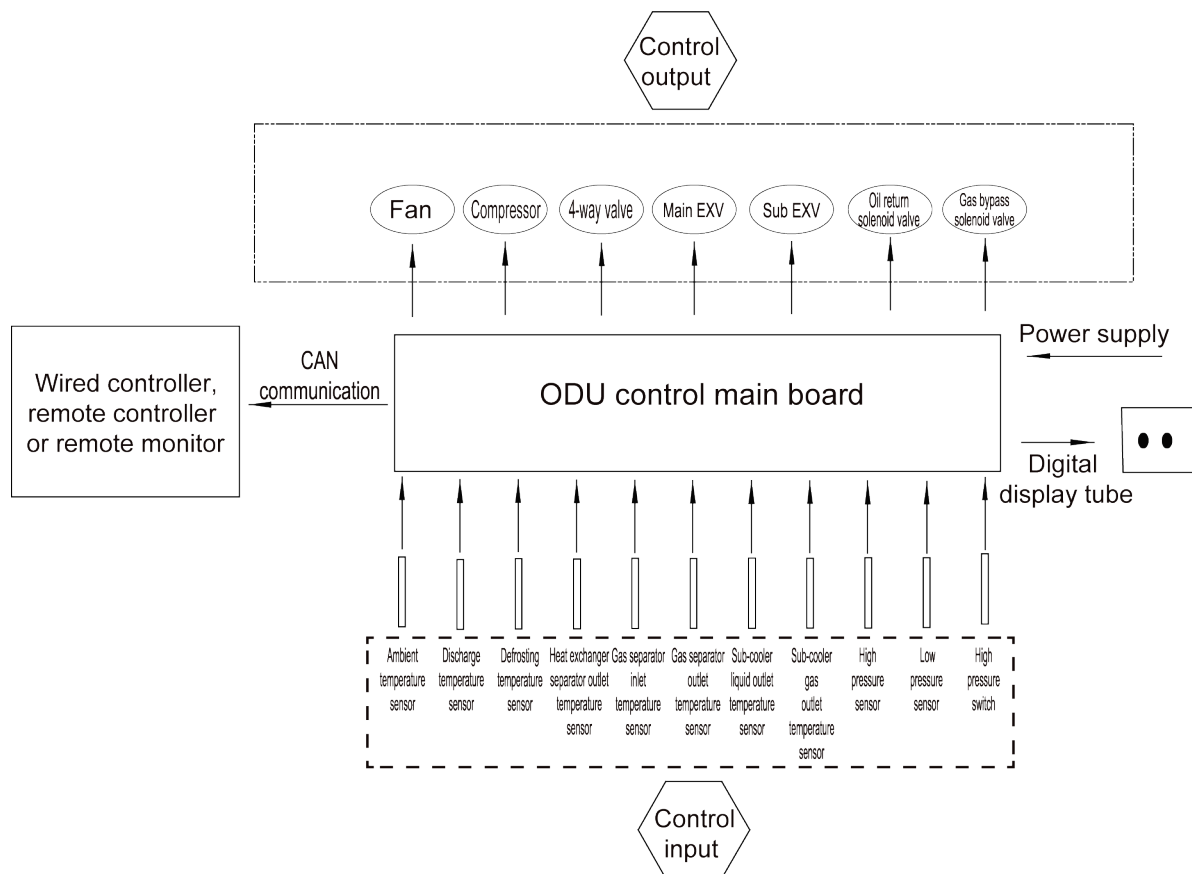 Control
output
Fan
Compressor
4-way valve
Main EXV
Sub EXV
Oil return
solenoid valve
Gas bypass
solenoid valve
Power supply
CAN
communication
Wired controller,
remote controller
or remote monitor
ODU control main board
Digital
display tube
Ambient
temperature
sensor
Discharge
temperature
sensor
Defrosting
temperature
sensor
Heat exchanger
separator outlet
temperature
sensor
Gas separator
inlet
temperature
sensor
Gas separator
outlet
temperature
sensor
Sub-cooler
liquid outlet
temperature
sensor
Sub-cooler
gas
outlet
temperature
sensor
High
pressure
sensor
Low
pressure
sensor
High
pressure
switch
Control
input